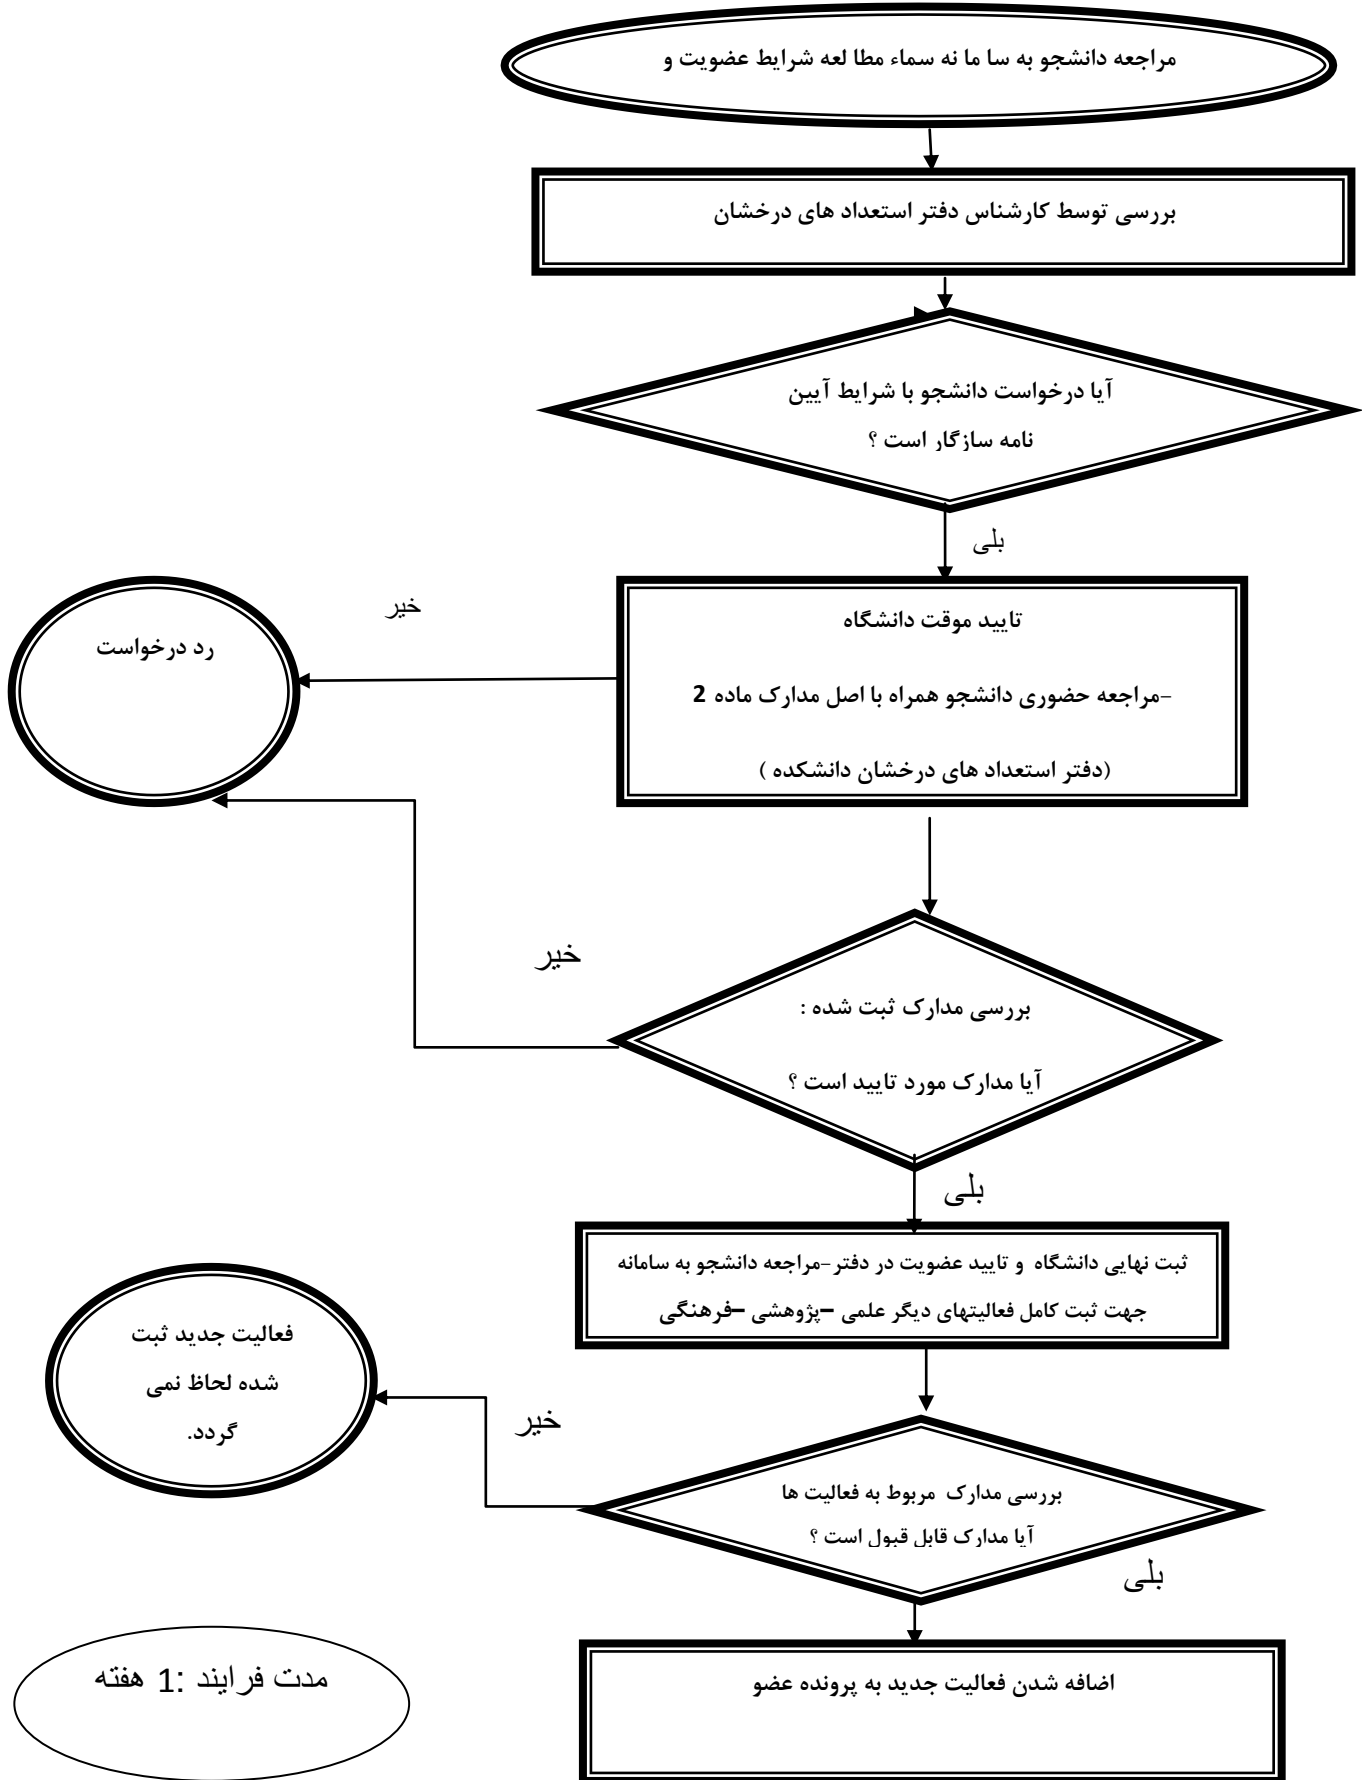 مراجعه دانشجو به سا ما نه سماء مطا لعه شرایط عضویت و
بررسی توسط کارشناس دفتر استعداد های درخشان
آیا درخواست دانشجو با شرایط آیین
نامه سازگار است ؟
بلی
خیر
تایید موقت دانشگاه
-مراجعه حضوری دانشجو همراه با اصل مدارک ماده 2
(دفتر استعداد های درخشان دانشکده )
رد درخواست
خیر
بررسی مدارک ثبت شده :
آیا مدارک مورد تایید است ؟
بلی
ثبت نهایی دانشگاه و تایید عضویت در دفتر -مراجعه دانشجو به سامانه
جهت ثبت کامل فعالیتهای دیگر علمی –پژوهشی –فرهنگی
فعالیت جدید ثبت
شده لحاظ نمی
گردد.
خیر
بررسی مدارک مربوط به فعالیت ها
آیا مدارک قابل قبول است ؟
بلی
اضافه شدن فعالیت جدید به پرونده عضو
مدت فرایند :1 هفته